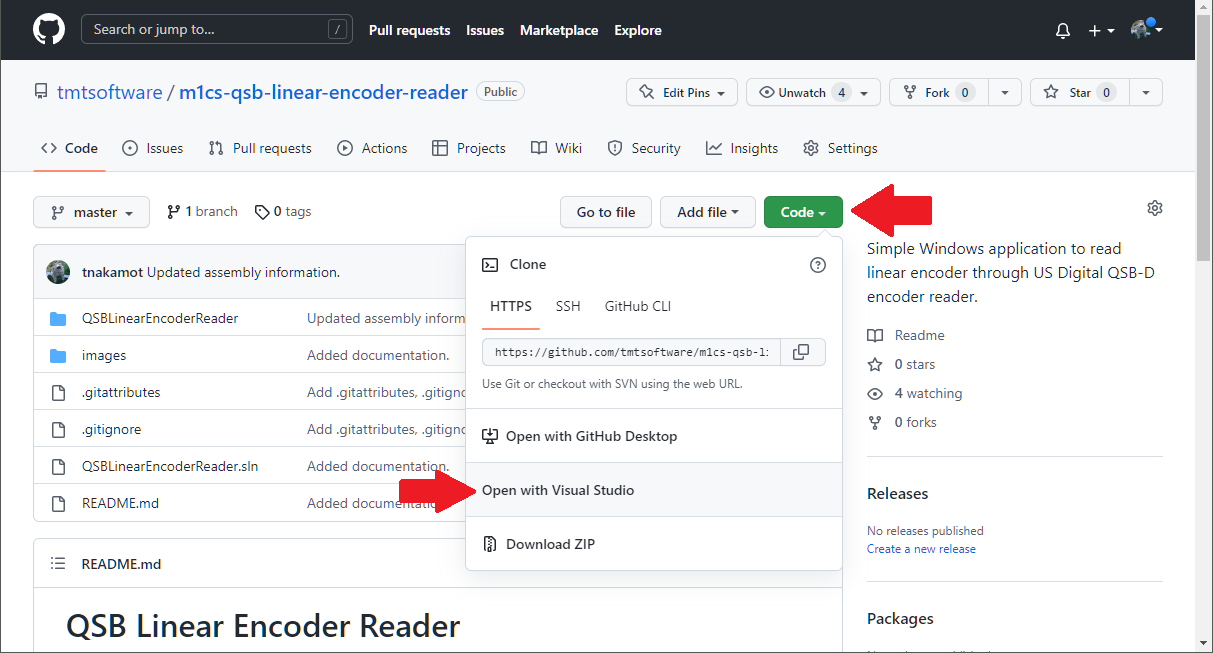 Search or jump to... /
Pull requests Issues Marketplace Explore
tmtsoftware / m1cs-qsb-linear-encoder-reader Public
Edit Pins Unwatch 4 Fork 0 Star 0
Code Issues Pull requests Actions Projects Wiki Security Insights Settings
master 1 branch 0 tags Go to file Add file Code
tnakamot Updated assembly information.
QSBLinearEncoderReader Updated assembly inform
images Added documentation.
.gitattributes Add .gitattributes, .gitigno
.gitignore Add .gitattributes, .gitigno
QSBLinearEncoderReader.sln Added documentation.
README.md Added documentatio
Clone
HTTPS SSH GitHub CLI
https://github.com/tmtsoftware/m1cs-qsb-l
Use Git or checkout with SVN using the web URL.
Open with GitHub Desktop
Open with Visual Studio
Download ZIP
Simple Windows application to read
linear encoder through US Digital QSB-D
encoder reader.
Readme
0 stars
4 watching
0 forks
Releases
No releases published
Create a new release
Packages
README.md
QSB Linear Encoder Reader